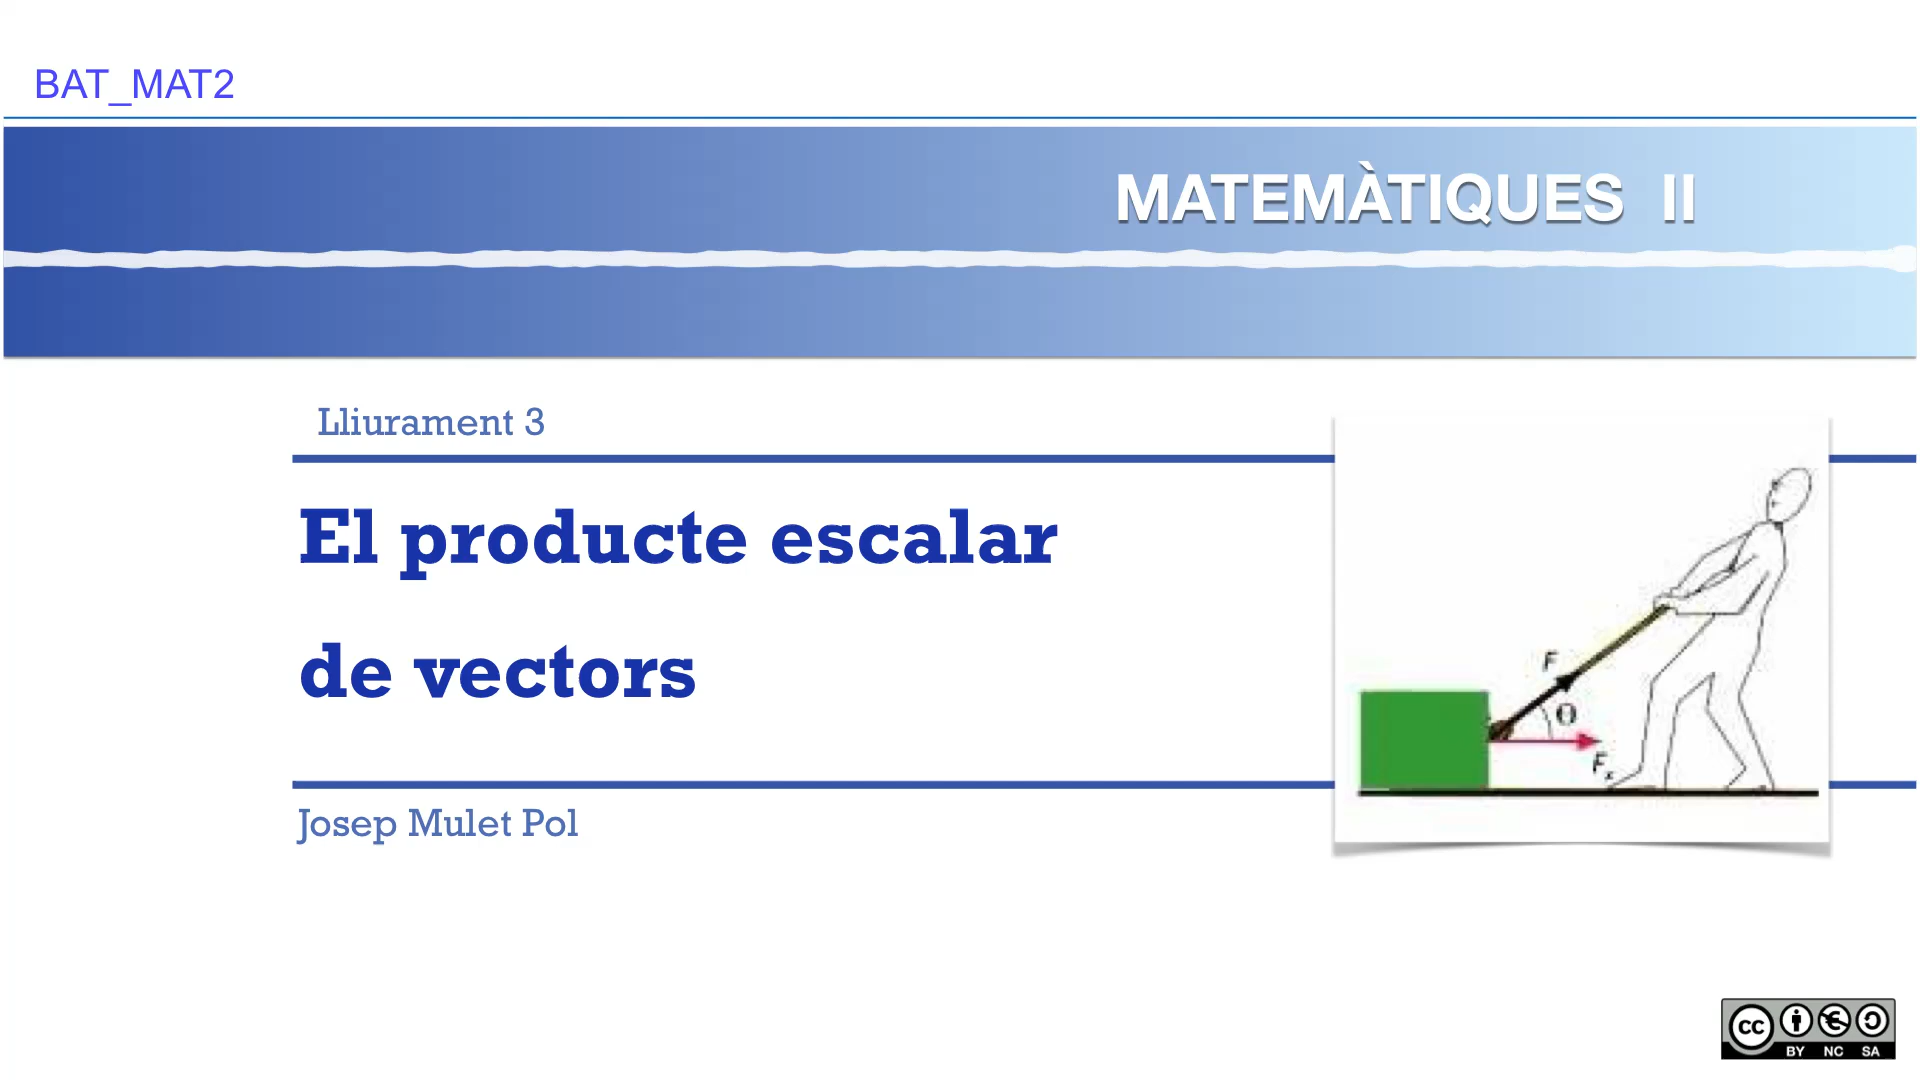 BAT_MAT2
MATEMÀTIQUES II
Lliurament 3
El producte escalar
de vectors
F
Θ
Fx
Josep Mulet Pol
cc
BY NC SA